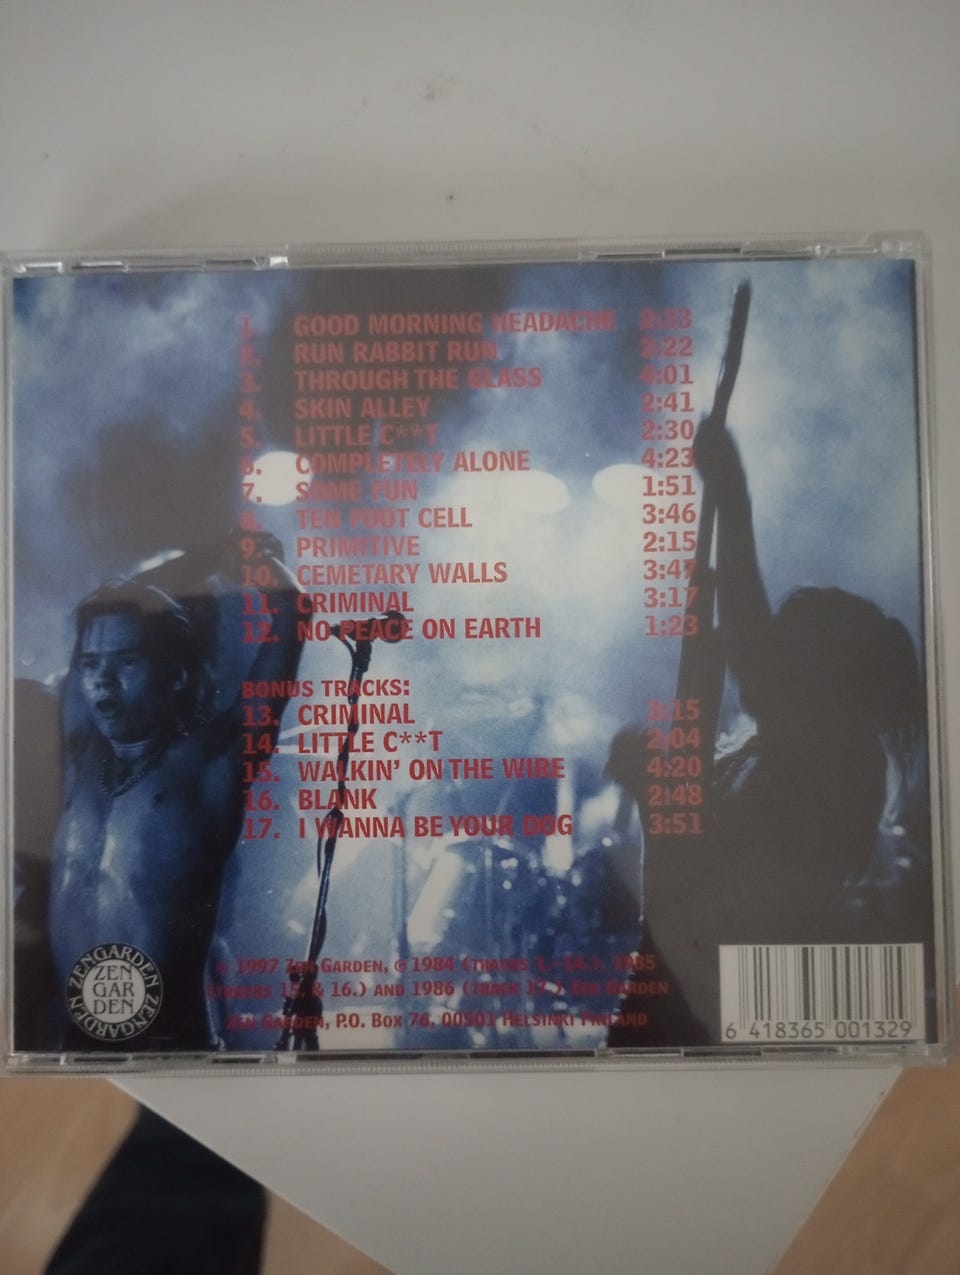 1. GOOD MORNING HEADACHE 2:33
2. RUN RABBIT RUN 2:22
3. THROUGH THE GLASS 4:01
4. SKIN ALLEY 2:41
5. LITTLE C**T 2:30
6. COMPLETELY ALONE 4:23
7. SOME FUN 1:51
8. TEN FOOT CELL 3:46
9. PRIMITIVE 2:15
10. CEMETARY WALLS 3:47
11. CRIMINAL 3:17
12. NO PEACE ON EARTH 1:23
BONUS TRACKS:
13. CRIMINAL 3:15
14. LITTLE C**T 2:04
15. WALKIN' ON THE WIRE 4:20
16. BLANK 2:48
17. I WANNA BE YOUR DOG 3:51
℗ 1997 ZEN GARDEN, © 1984 (TRACKS 1.-14.), 1985
(TRACKS 15. & 16.) AND 1986 (TRACK 17.) ZEN GARDEN
ZEN GARDEN, P.O. BOX 76, 00501 HELSINKI FINLAND
ZENGARDEN ZENGARDEN
ZEN
GAR
DEN
6 418365 001329